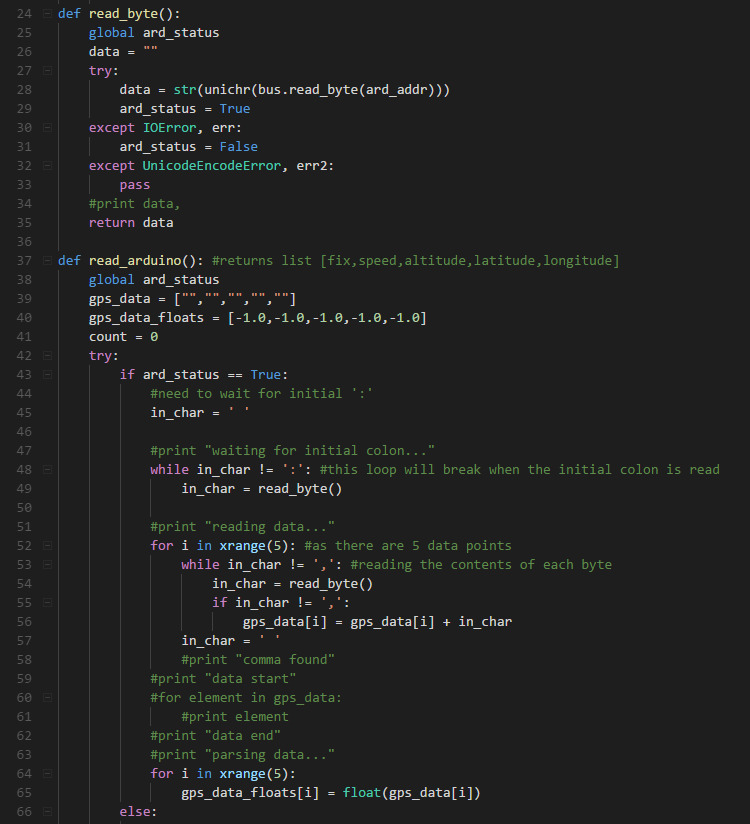 24 def read_byte():
25     global ard_status
26     data = ""
27     try:
28         data = str(unichr(bus.read_byte(ard_addr)))
29         ard_status = True
30     except IOError, err:
31         ard_status = False
32     except UnicodeEncodeError, err2:
33         pass
34     #print data,
35     return data
36
37 def read_arduino(): #returns list [fix,speed,altitude,latitude,longitude]
38     global ard_status
39     gps_data = ["","","","",""]
40     gps_data_floats = [-1.0,-1.0,-1.0,-1.0,-1.0]
41     count = 0
42     try:
43         if ard_status == True:
44             #need to wait for initial ':'
45             in_char = ' '
46
47             #print "waiting for initial colon..."
48             while in_char != ':': #this loop will break when the initial colon is read
49                 in_char = read_byte()
50
51             #print "reading data..."
52             for i in xrange(5): #as there are 5 data points
53                 while in_char != ',': #reading the contents of each byte
54                     in_char = read_byte()
55                     if in_char != ',':
56                         gps_data[i] = gps_data[i] + in_char
57                 in_char = ' '
58                 #print "comma found"
59             #print "data start"
60             #for element in gps_data:
61                 #print element
62             #print "data end"
63             #print "parsing data..."
64             for i in xrange(5):
65                 gps_data_floats[i] = float(gps_data[i])
66         else: